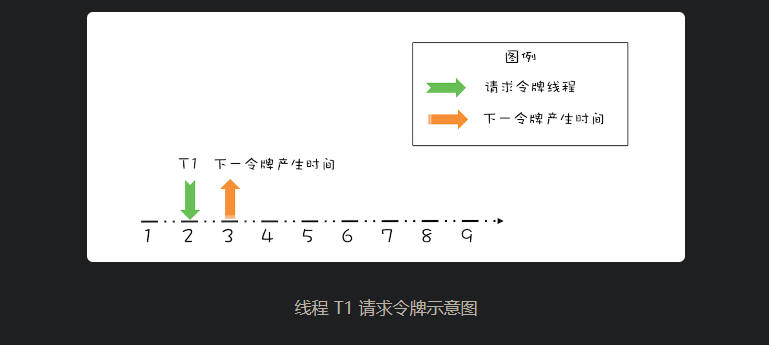 图例
请求令牌线程
下一令牌产生时间
T1 下一令牌产生时间
1 2 3 4 5 6 7 8 9
线程 T1 请求令牌示意图